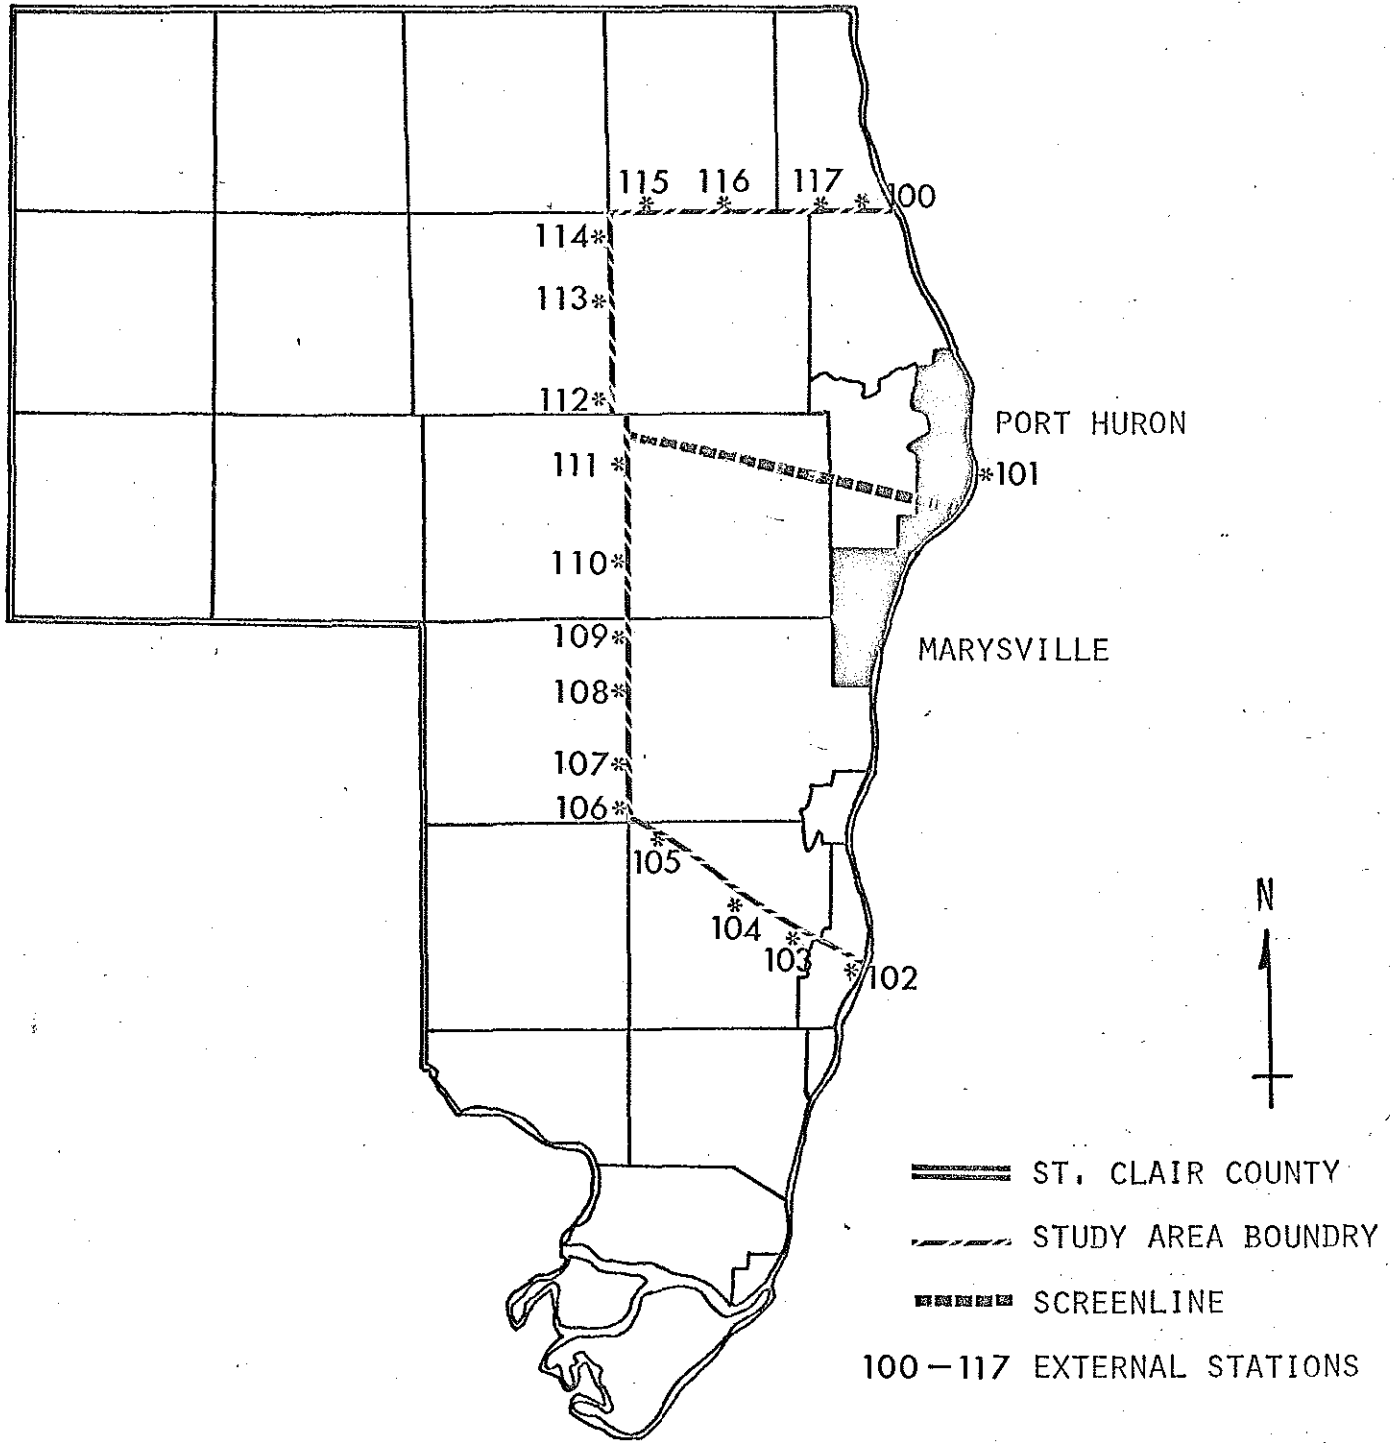 115 116 117 100
114
113
112
PORT HURON
111
101
110
109
MARYSVILLE
108
107
106
105
104
103
102
N
ST. CLAIR COUNTY
STUDY AREA BOUNDRY
SCREENLINE
100-117 EXTERNAL STATIONS